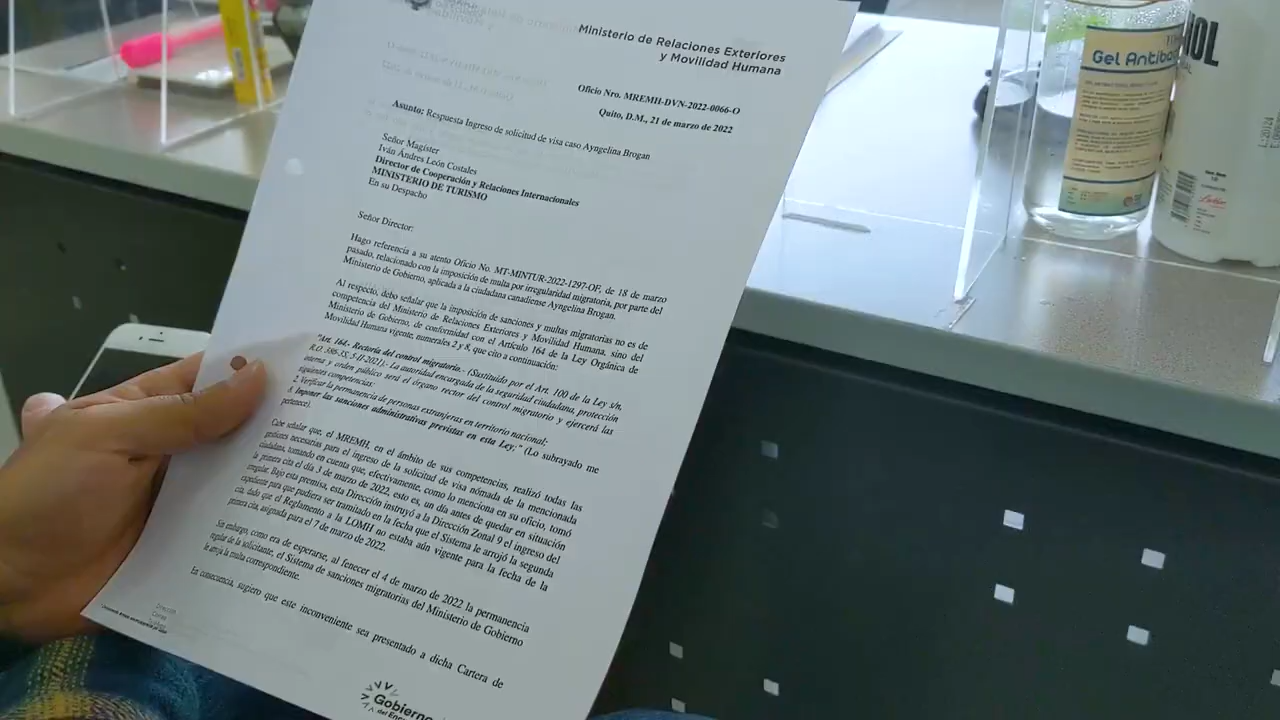 Ministerio de Relaciones Exteriores
y Movilidad Humana
Oficio Nro. MREMH-DVN-2022-0066-O
Quito, D.M., 21 de marzo de 2022
Asunto: Respuesta Ingreso de solicitud de visa caso Ayngelina Brogan
Señor Magíster
Iván Andres León Costales
Director de Cooperación y Relaciones Internacionales
MINISTERIO DE TURISMO
En su Despacho
Señor Director:
Hago referencia a su atento Oficio No. MT-MINTUR-2022-1297-OF, de 18 de marzo
pasado, relacionado con la imposición de multa por irregularidad migratoria, por parte del
Ministerio de Gobierno, aplicada a la ciudadana canadiense Ayngelina Brogan.
Al respecto, debo señalar que la imposición de sanciones y multas migratorias no es de
competencia del Ministerio de Relaciones Exteriores y Movilidad Humana, sino del
Ministerio de Gobierno, de conformidad con el Artículo 164 de la Ley Orgánica de
Movilidad Humana vigente, numerales 2 y 8, que cito a continuación:
"Art. 164.- Rectoría del control migratorio.- (Sustituido por el Art. 100 de la Ley s/n,
R.O. 386-3S, 5-II-2021).- La autoridad encargada de la seguridad ciudadana, protección
interna y orden público será el órgano rector del control migratorio y ejercerá las
siguientes competencias:
2. Verificar la permanencia de personas extranjeras en territorio nacional;
8. Imponer las sanciones administrativas previstas en esta Ley;" (Lo subrayado me
pertenece).
Cabe señalar que, el MREMH, en el ámbito de sus competencias, realizó todas las
gestiones necesarias para el ingreso de la solicitud de visa nómada de la mencionada
ciudadana, tomando en cuenta que, efectivamente, como lo menciona en su oficio, tomó
la primera cita el día 3 de marzo de 2022, esto es, un día antes de quedar en situación
irregular. Bajo esta premisa, esta Dirección instruyó a la Dirección Zonal 9 el ingreso del
expediente para que pudiera ser tramitado en la fecha que el Sistema le arrojó la segunda
cita, dado que el Reglamento a la LOMH no estaba aún vigente para la fecha de la
primera cita, asignada para el 7 de marzo de 2022.
Sin embargo, como era de esperarse, al fenecer el 4 de marzo de 2022 la permanencia
regular de la solicitante, el Sistema de sanciones migratorias del Ministerio de Gobierno
le arroja la multa correspondiente.
En consecuencia, sugiero que este inconveniente sea presentado a dicha Cartera de
Gobierno
Gel Antibac
OL